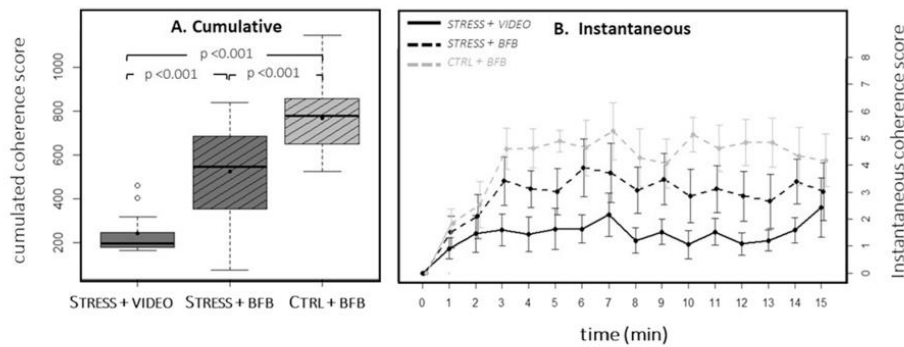 A. Cumulative
p <0.001
p <0.001
p <0.001
cumulated coherence score
200
400
600
800
1000
STRESS + VIDEO
STRESS + BFB
CTRL + BFB
B. Instantaneous
STRESS + VIDEO
STRESS + BFB
CTRL + BFB
Instantaneous coherence score
0
1
2
3
4
5
6
7
8
0 1 2 3 4 5 6 7 8 9 10 11 12 13 14 15
time (min)